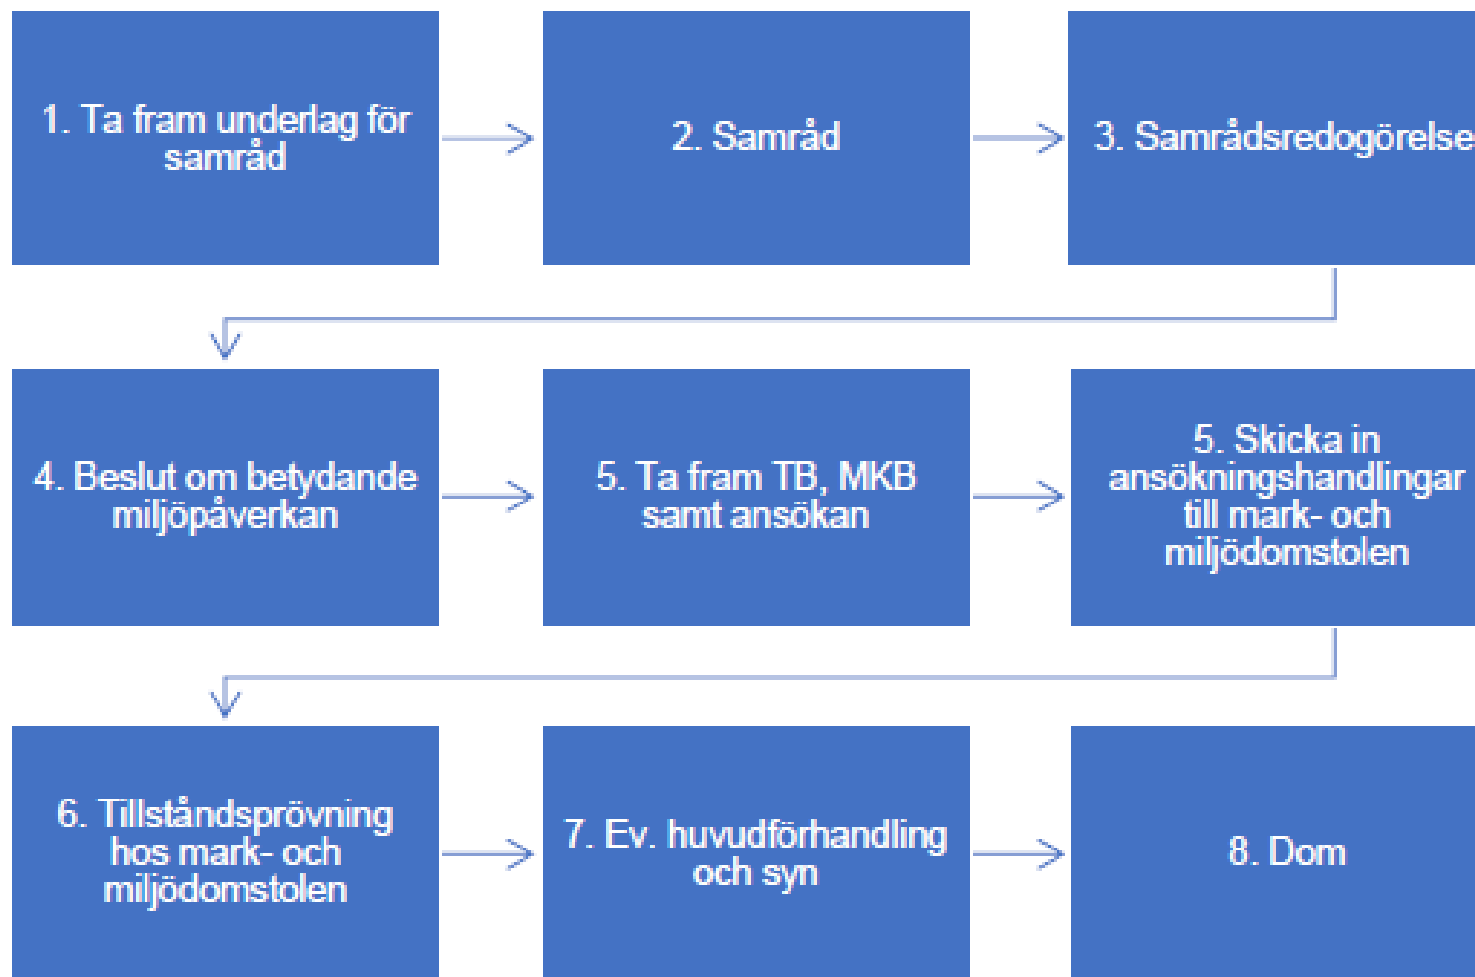 1. Ta fram underlag för
samråd
2. Samråd
3. Samrådsredogörelse
4. Beslut om betydande
miljöpåverkan
5. Ta fram TB, MKB
samt ansökan
5. Skicka in
ansökningshandlingar
till mark- och
miljödomstolen
6. Tillståndsprövning
hos mark- och
miljödomstolen
7. Ev. huvudförhandling
och syn
8. Dom